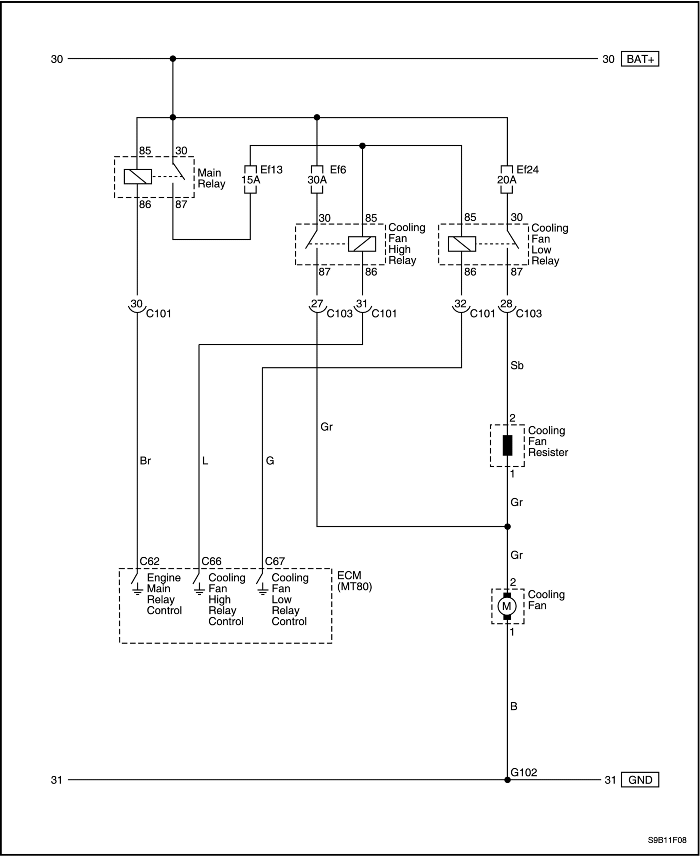 30
30 BAT+
85 30
Main
Relay
86 87
Ef13
15A
Ef6
30A
Ef24
20A
30 85
Cooling
Fan
High
Relay
87 86
85 30
Cooling
Fan
Low
Relay
86 87
30
C101
27
C103
31
C101
32
C101
28
C103
Sb
Gr
2
Cooling
Fan
Resister
1
Br
L
G
Gr
Gr
C62
C66
C67
Engine
Main
Relay
Control
Cooling
Fan
High
Relay
Control
Cooling
Fan
Low
Relay
Control
ECM
(MT80)
2
M
Cooling
Fan
1
B
G102
31
31 GND
S9B11F08